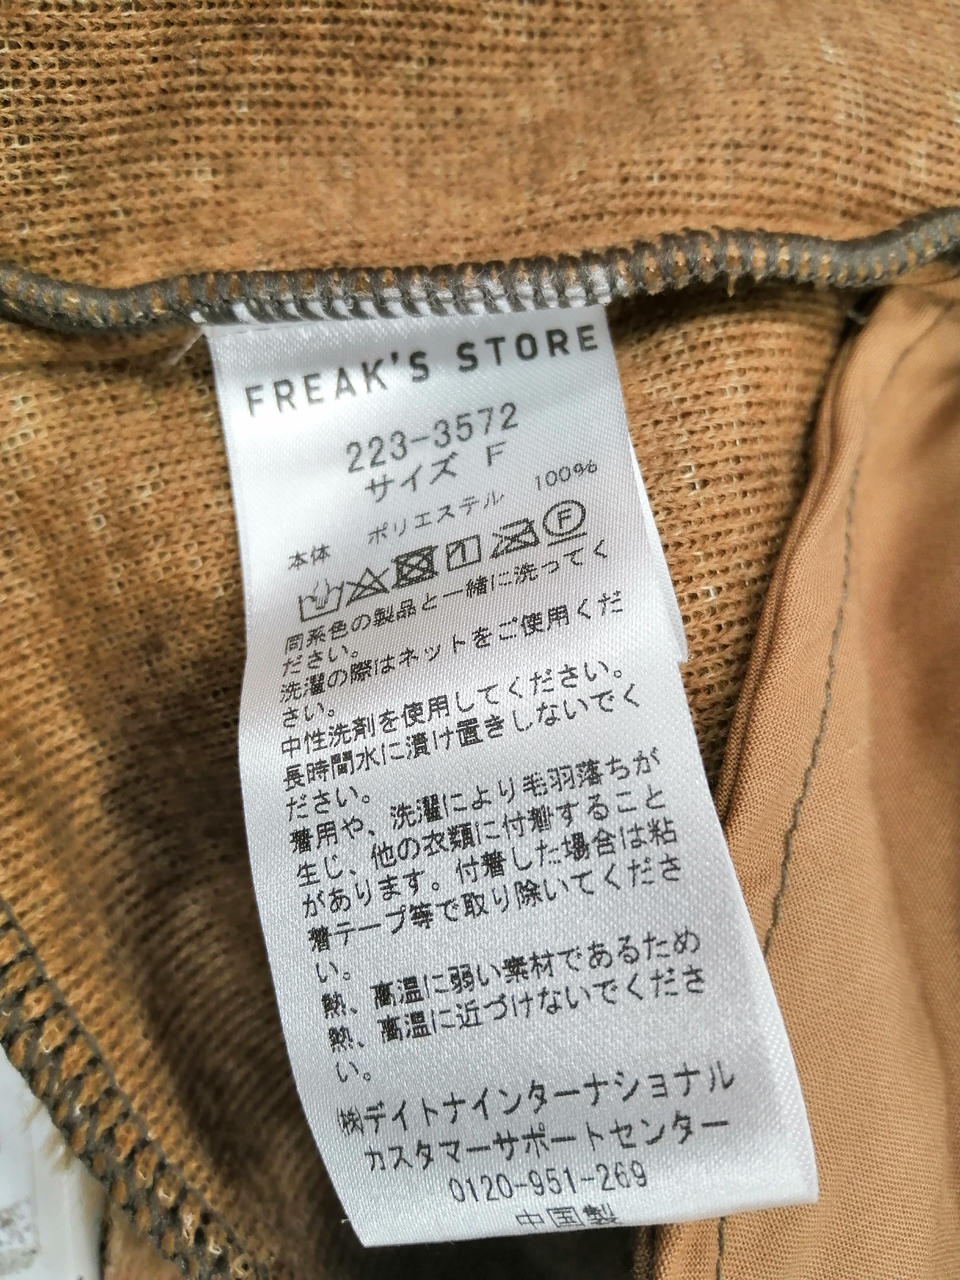 FREAK'S STORE
223-3572
サイズ F
本体 ポリエステル 100%
F
同系色の製品と一緒に洗ってく
ださい。
洗濯の際はネットをご使用くだ
さい。
中性洗剤を使用してください。
長時間水に漬け置きしないでく
ださい。
着用や、洗濯により毛羽落ちが
生じ、他の衣類に付着すること
があります。付着した場合は粘
着テープ等で取り除いてくださ
い。
熱、高温に弱い素材であるため
熱、高温に近づけないでくださ
い。
㈱デイトナインターナショナル
カスタマーサポートセンター
0120-951-269
中国製